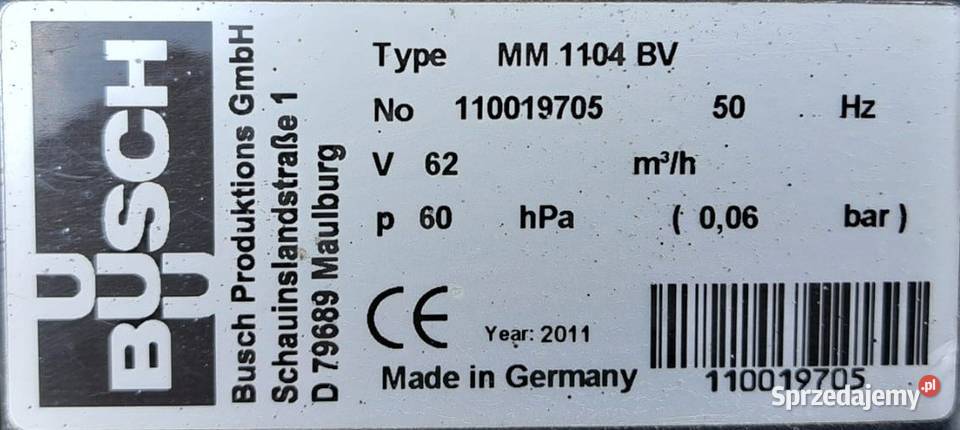 BUSCH
Busch Produktions GmbH
Schauinslandstraße 1
D 79689 Maulburg
Type MM 1104 BV
No 110019705 50 Hz
V 62 m³/h
p 60 hPa ( 0,06 bar )
CE Year: 2011
Made in Germany
110019705
Sprzedajemy.pl